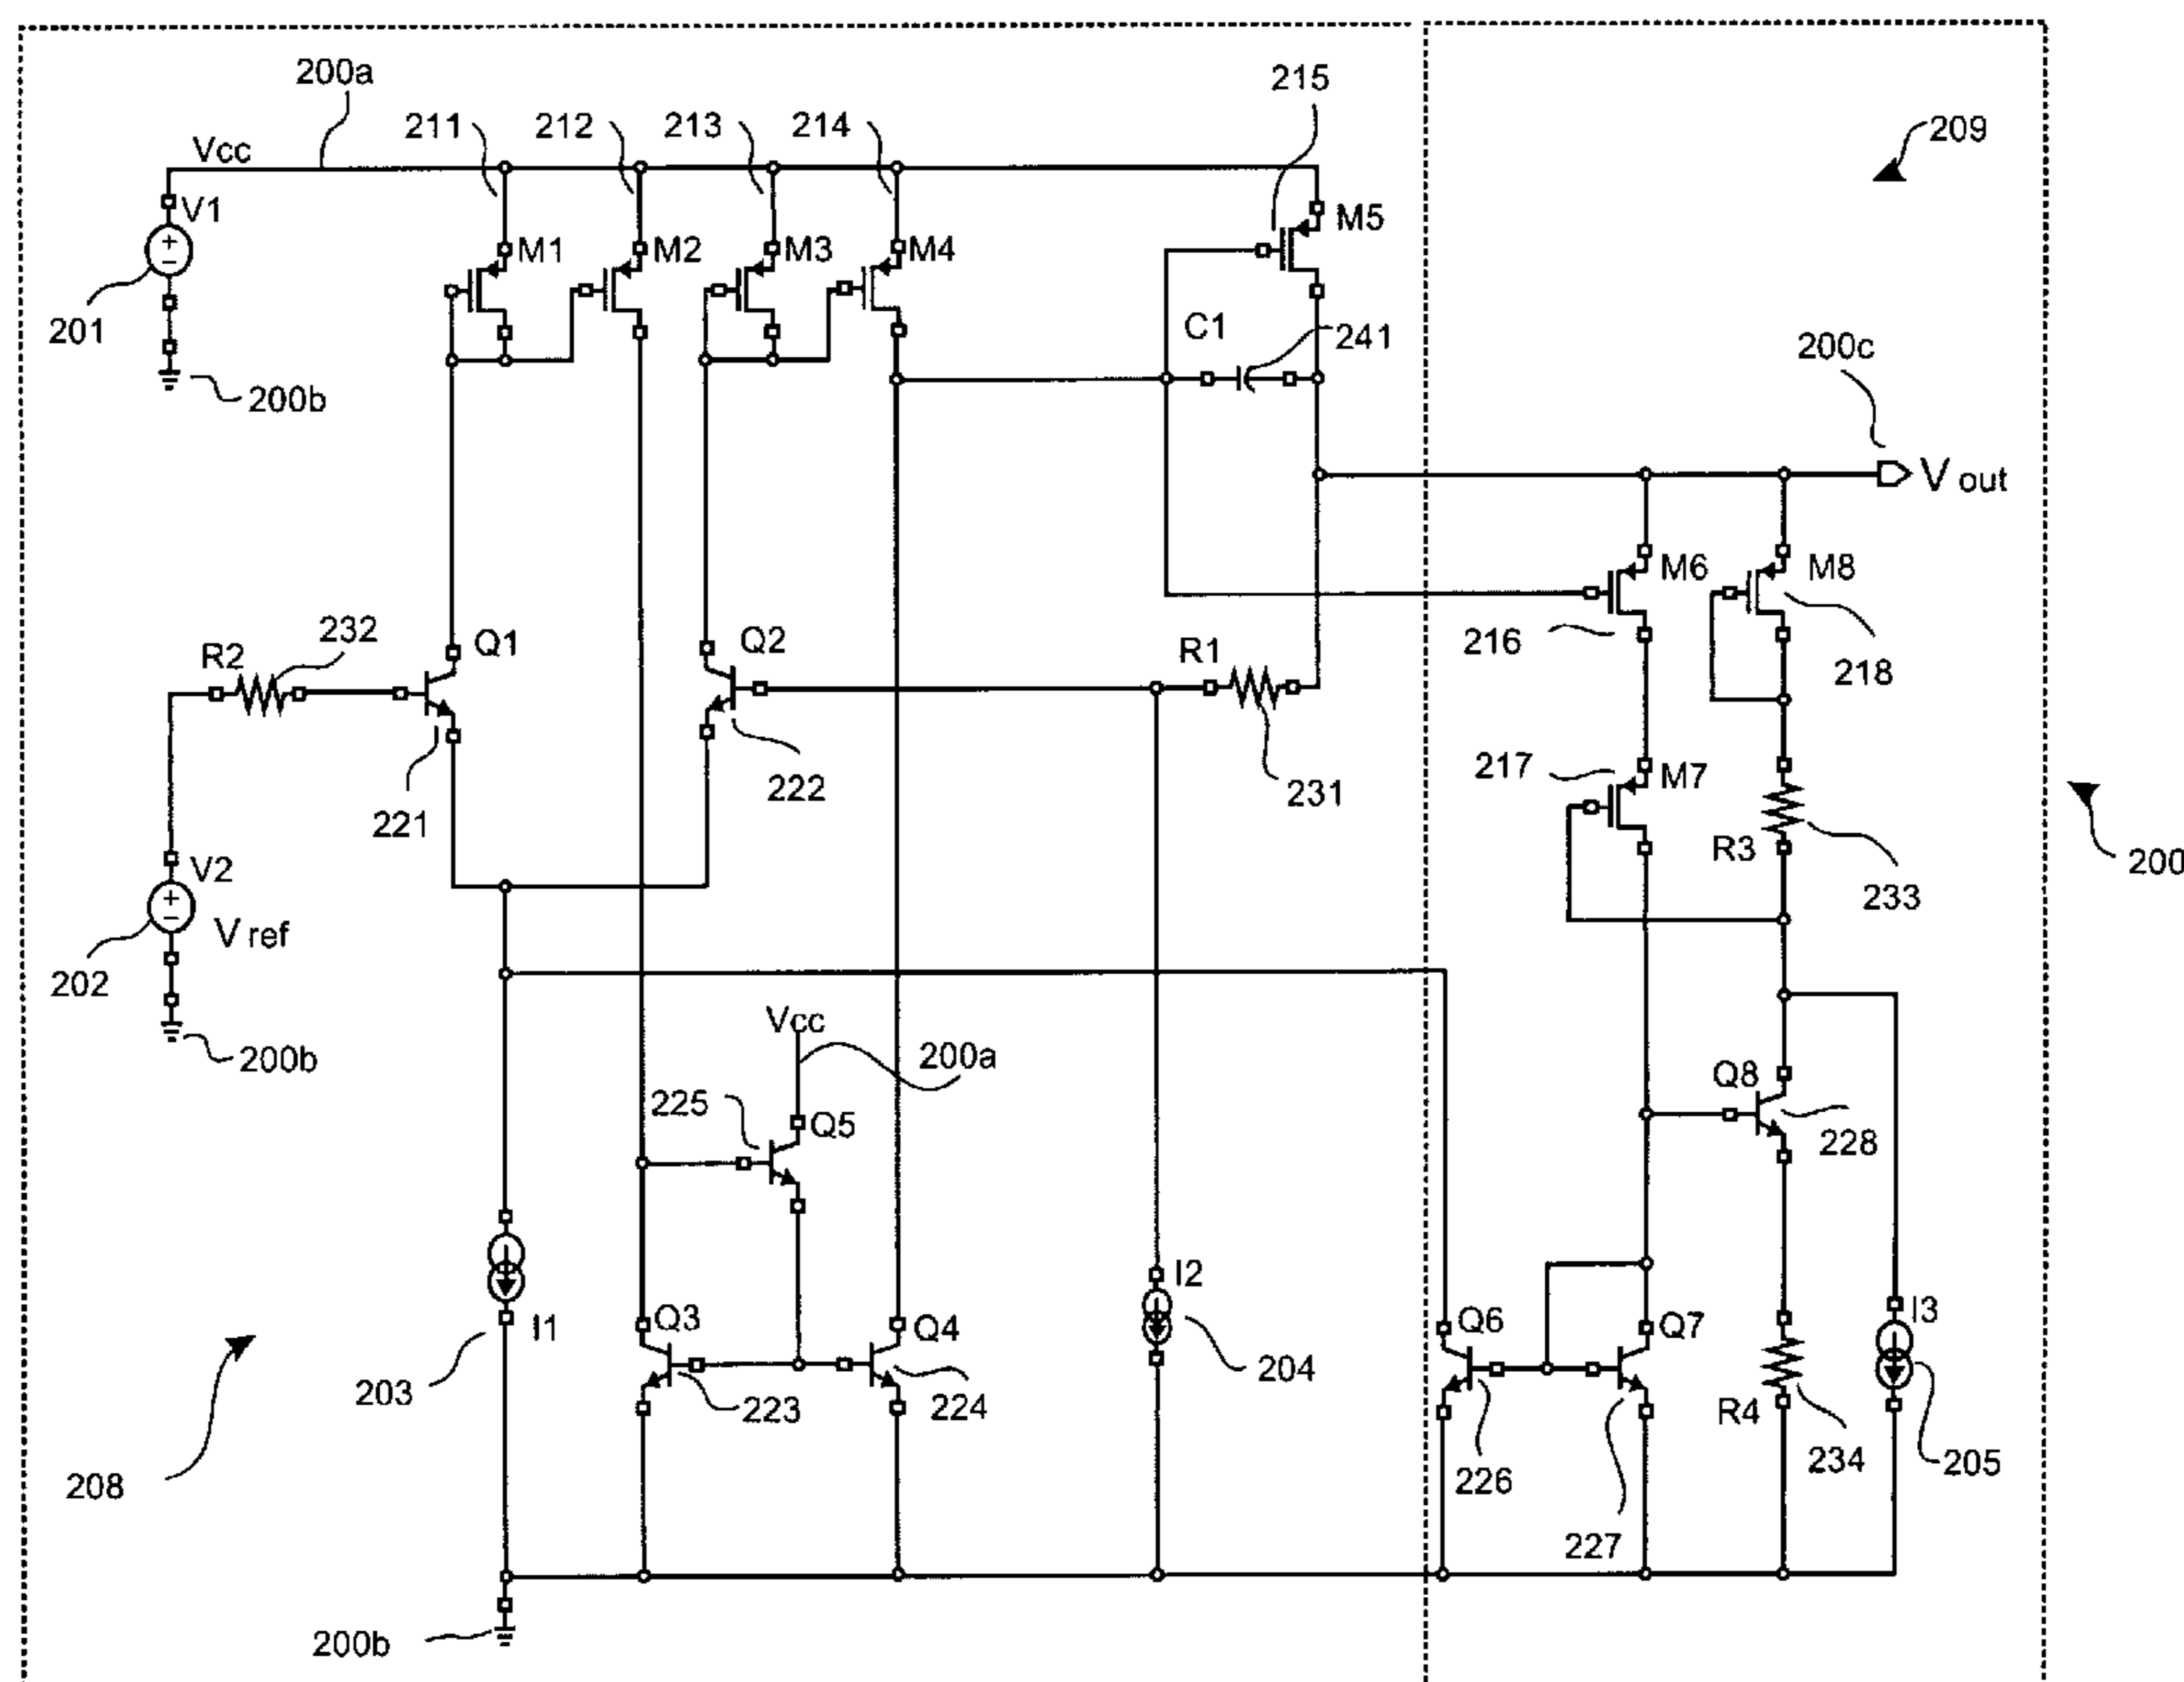 200a
215
211
212
213
214
209
Vcc
V1
M1
M2
M3
M4
M5
+
−
201
C1
241
200c
200b
V out
M6
M8
232
Q1
Q2
R1
216
218
R2
217
M7
221
222
231
R3
200
V2
+
−
V ref
233
202
Vcc
200a
Q8
200b
225
Q5
228
I2
I1
Q3
Q4
Q6
Q7
I3
204
203
223
224
R4
208
226
234
205
227
200b